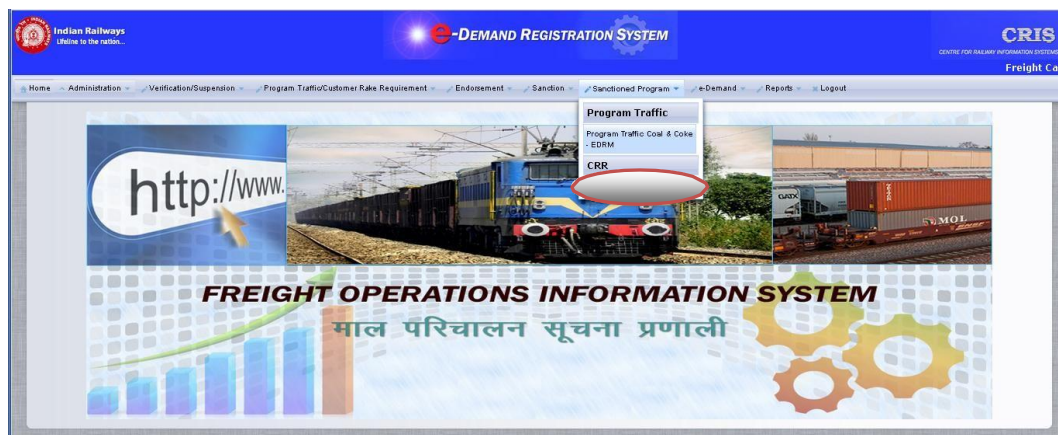 Indian Railways
Lifeline to the nation...
e-DEMAND REGISTRATION SYSTEM
CRIS
CENTRE FOR RAILWAY INFORMATION SYSTEMS
Freight Ca
Home Administration Verification/Suspension Program Traffic/Customer Rake Requirement Endorsement Sanction Sanctioned Program e-Demand Reports Logout
Program Traffic
Program Traffic Coal & Coke
- EDRM
CRR
http://www.
GATX
MOL
FREIGHT OPERATIONS INFORMATION SYSTEM
माल परिचालन सूचना प्रणाली